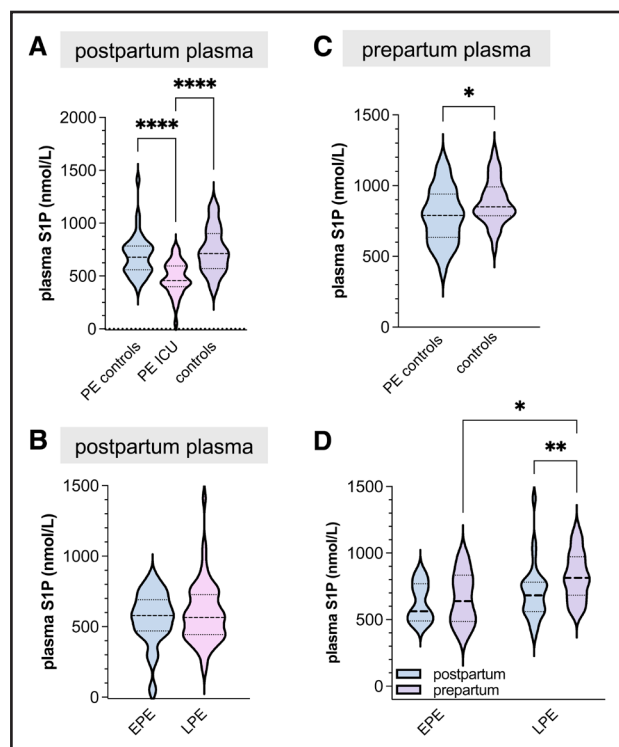 A postpartum plasma
**** ****
plasma S1P (nmol/L)
2000
1500
1000
500
0
PE controls
PE ICU
controls
C prepartum plasma
*
plasma S1P (nmol/L)
1500
1000
500
0
PE controls
controls
B postpartum plasma
plasma S1P (nmol/L)
1500
1000
500
0
EPE
LPE
D
*
**
plasma S1P (nmol/L)
1500
1000
500
0
postpartum
prepartum
EPE
LPE